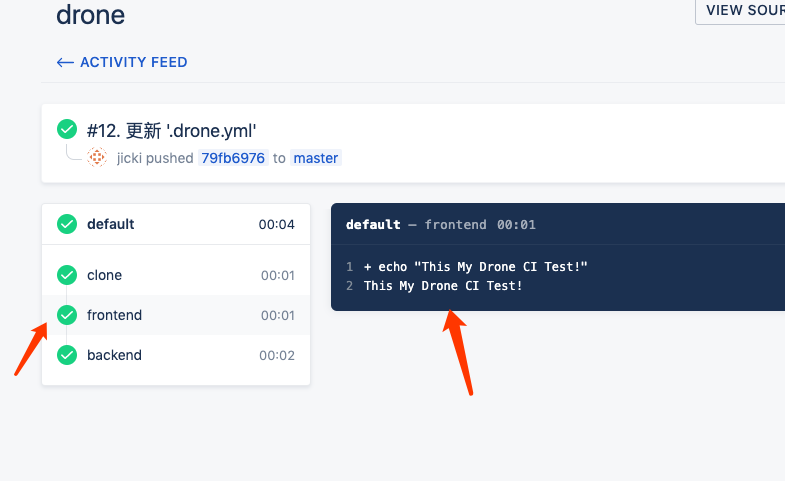 drone
VIEW SOUR
← ACTIVITY FEED
#12. 更新 '.drone.yml'
jicki pushed 79fb6976 to master
default 00:04
clone 00:01
frontend 00:01
backend 00:02
default — frontend 00:01
1 + echo "This My Drone CI Test!"
2 This My Drone CI Test!